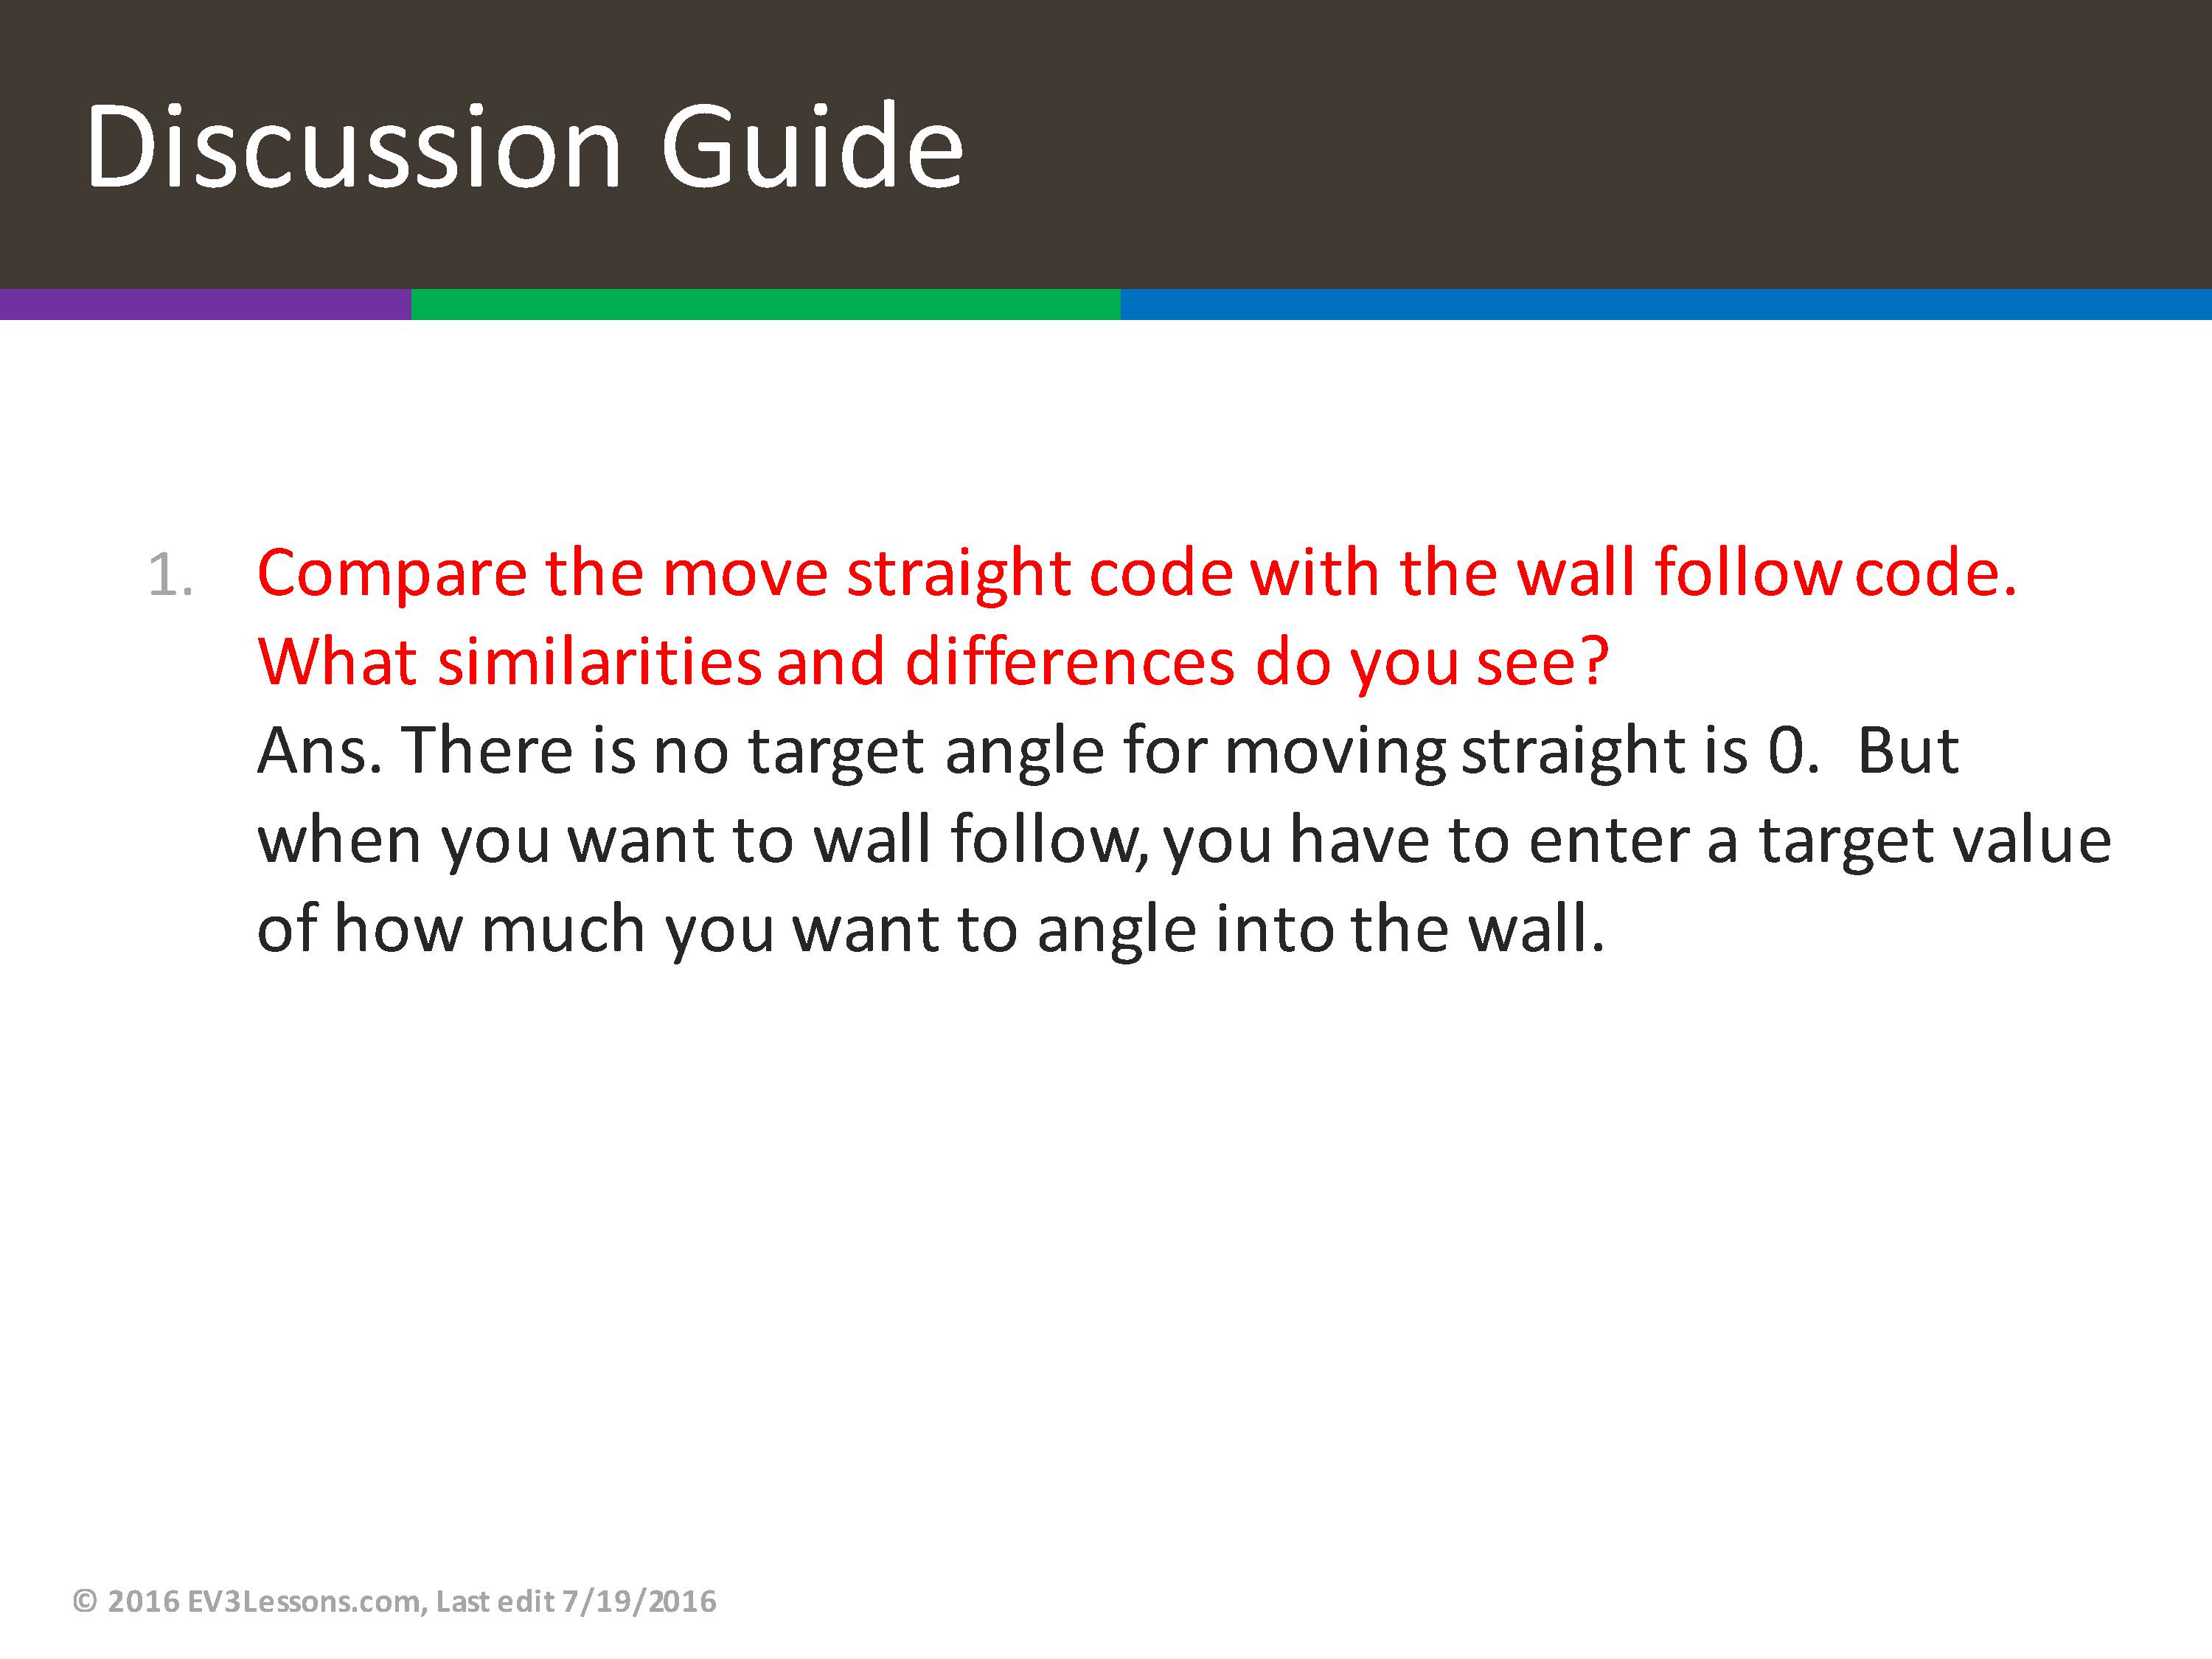 Discussion Guide
1. Compare the move straight code with the wall follow code.
What similarities and differences do you see?
Ans. There is no target angle for moving straight is 0.  But
when you want to wall follow, you have to enter a target value
of how much you want to angle into the wall.
© 2016 EV3Lessons.com, Last edit 7/19/2016